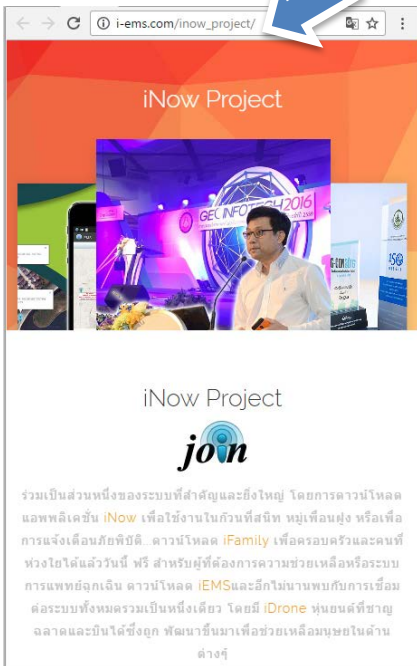 i-ems.com/inow_project/
iNow Project
GEC INFOTECH2016
iNow Project
join
ร่วมเป็นส่วนหนึ่งของระบบที่สำคัญและยิ่งใหญ่ โดยการดาวน์โหลด
แอพพลิเคชั่น iNow เพื่อใช้งานในก๊วนที่สนิท หมู่เพื่อนฝูง หรือเพื่อ
การแจ้งเตือนภัยพิบัติ...ดาวน์โหลด iFamily เพื่อครอบครัวและคนที่
ห่วงใยได้แล้ววันนี้ ฟรี สำหรับผู้ที่ต้องการความช่วยเหลือหรือระบบ
การแพทย์ฉุกเฉิน ดาวน์โหลด iEMSและอีกไม่นานพบกับการเชื่อม
ต่อระบบทั้งหมดรวมเป็นหนึ่งเดียว โดยมี iDrone หุ่นยนต์ที่ชาญ
ฉลาดและบินได้ซึ่งถูก พัฒนาขึ้นมาเพื่อช่วยเหลือมนุษยในด้าน
ต่างๆ